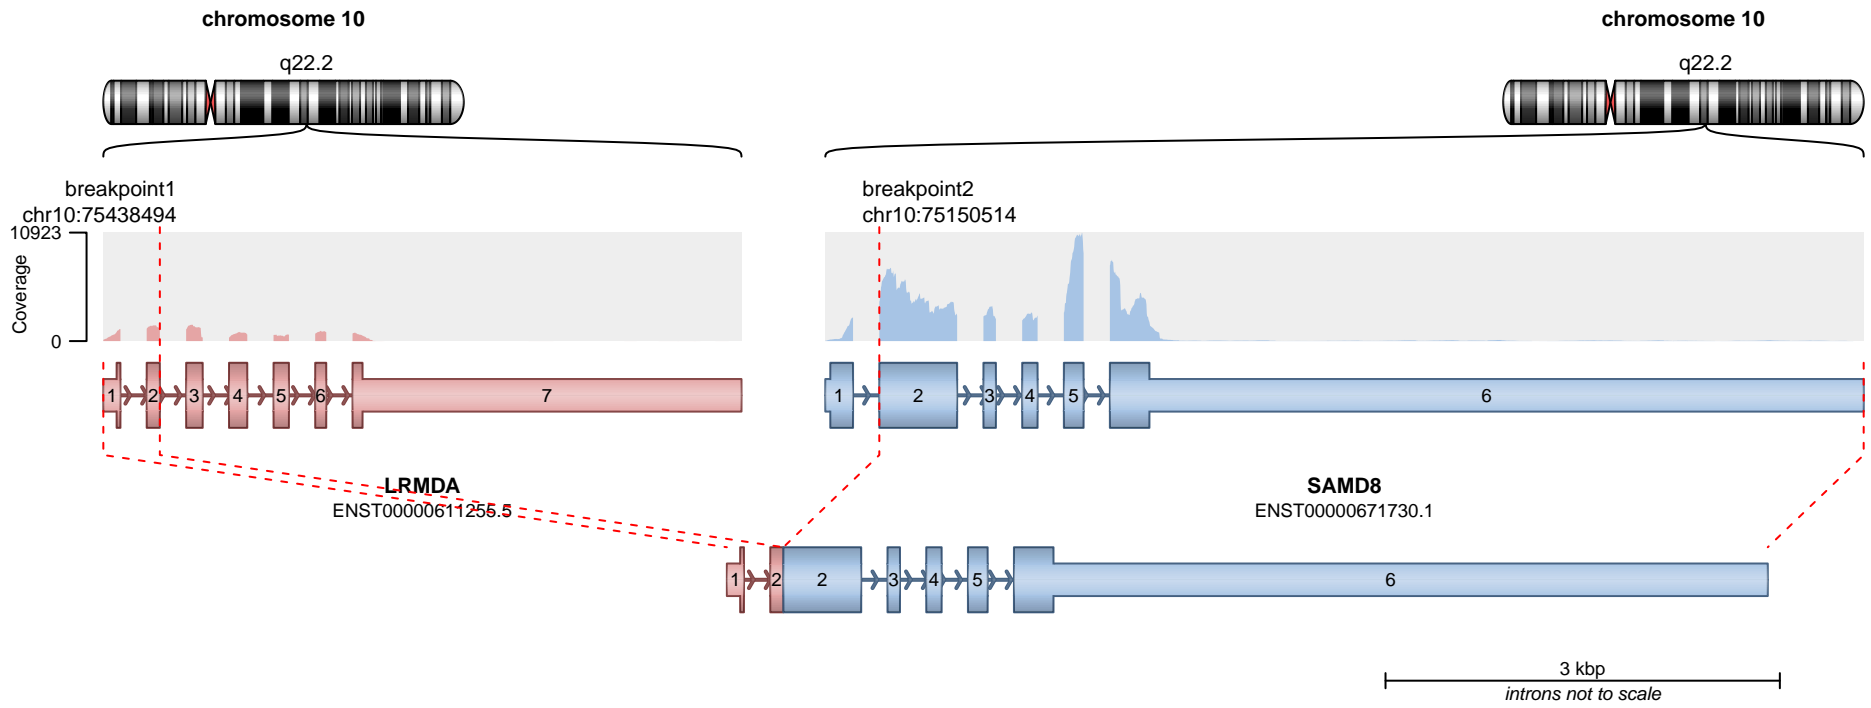 chromosome 10
chromosome 10
q22.2
q22.2
breakpoint1
chr10:75438494
breakpoint2
chr10:75150514
10923
Coverage
0
1 2 3 4 5 6 7
1 2 3 4 5 6
LRMDA
ENST00000611255.5
SAMD8
ENST00000671730.1
1 2 2 3 4 5 6
3 kbp
introns not to scale